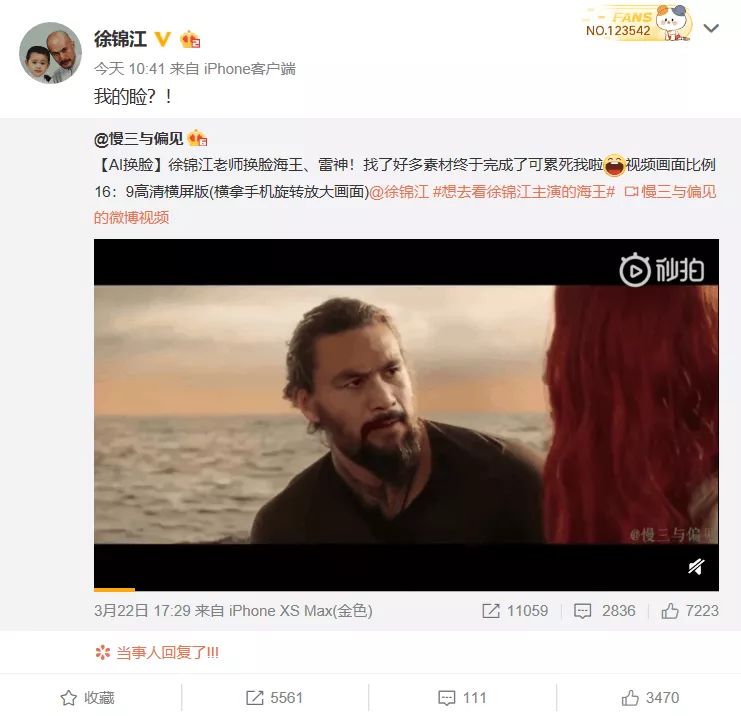 FANS
NO.123542
徐锦江
今天 10:41 来自 iPhone客户端
我的脸？！
@慢三与偏见
【AI换脸】徐锦江老师换脸海王、雷神！找了好多素材终于完成了可累死我啦视频画面比例
16：9高清横屏版(横拿手机旋转放大画面)@徐锦江 #想去看徐锦江主演的海王# 慢三与偏见
的微博视频
秒拍
@慢三与偏见
3月22日 17:29 来自 iPhone XS Max(金色) 11059 2836 7223
当事人回复了!!!
收藏 5561 111 3470